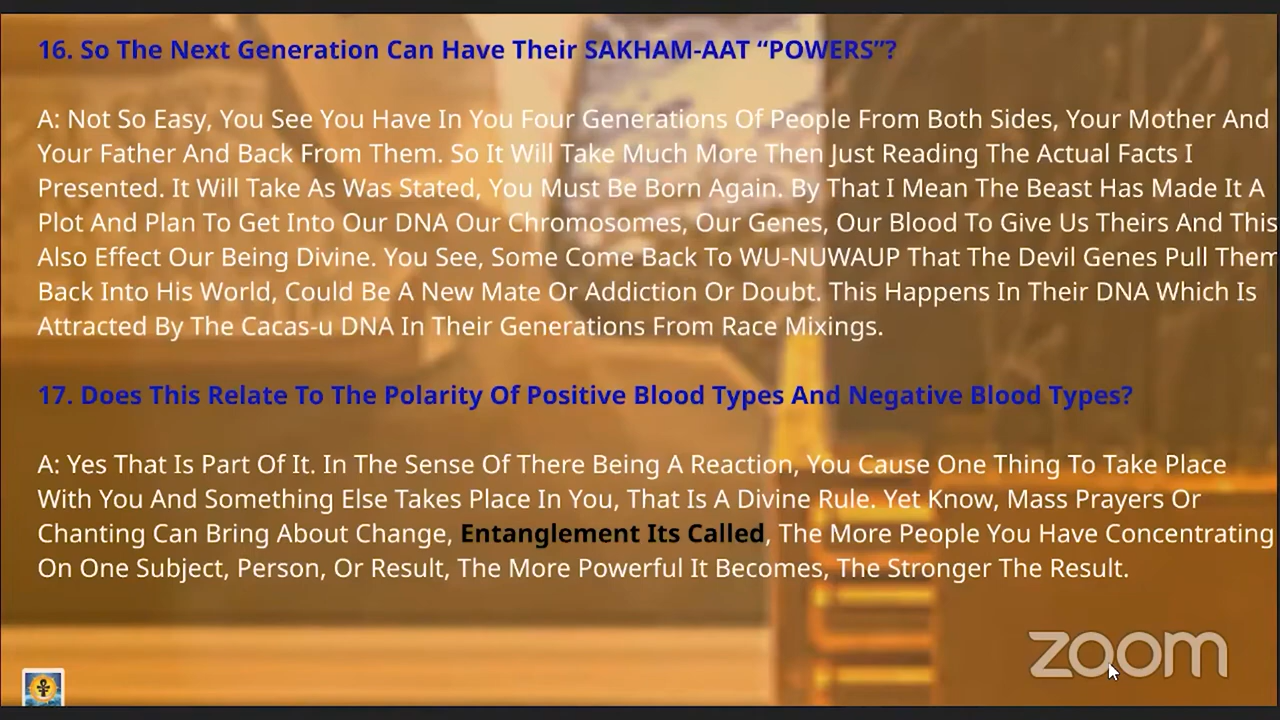 16. So The Next Generation Can Have Their SAKHAM-AAT “POWERS”?
A: Not So Easy, You See You Have In You Four Generations Of People From Both Sides, Your Mother And
Your Father And Back From Them. So It Will Take Much More Then Just Reading The Actual Facts I
Presented. It Will Take As Was Stated, You Must Be Born Again. By That I Mean The Beast Has Made It A
Plot And Plan To Get Into Our DNA Our Chromosomes, Our Genes, Our Blood To Give Us Theirs And This
Also Effect Our Being Divine. You See, Some Come Back To WU-NUWAUP That The Devil Genes Pull Them
Back Into His World, Could Be A New Mate Or Addiction Or Doubt. This Happens In Their DNA Which Is
Attracted By The Cacas-u DNA In Their Generations From Race Mixings.
17. Does This Relate To The Polarity Of Positive Blood Types And Negative Blood Types?
A: Yes That Is Part Of It. In The Sense Of There Being A Reaction, You Cause One Thing To Take Place
With You And Something Else Takes Place In You, That Is A Divine Rule. Yet Know, Mass Prayers Or
Chanting Can Bring About Change, Entanglement Its Called, The More People You Have Concentrating
On One Subject, Person, Or Result, The More Powerful It Becomes, The Stronger The Result.
zoom